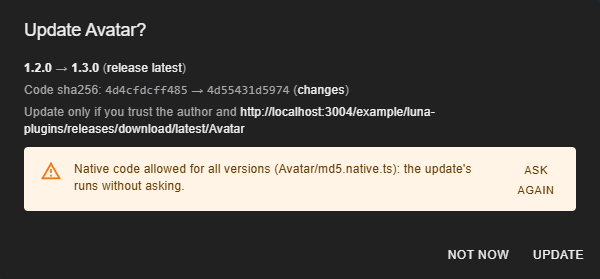 Update Avatar?
1.2.0 → 1.3.0 (release latest)
Code sha256: 4d4cfdcff485 → 4d55431d5974 (changes)
Update only if you trust the author and http://localhost:3004/example/luna-
plugins/releases/download/latest/Avatar
Native code allowed for all versions (Avatar/md5.native.ts): the update's
runs without asking.
ASK
AGAIN
NOT NOW UPDATE